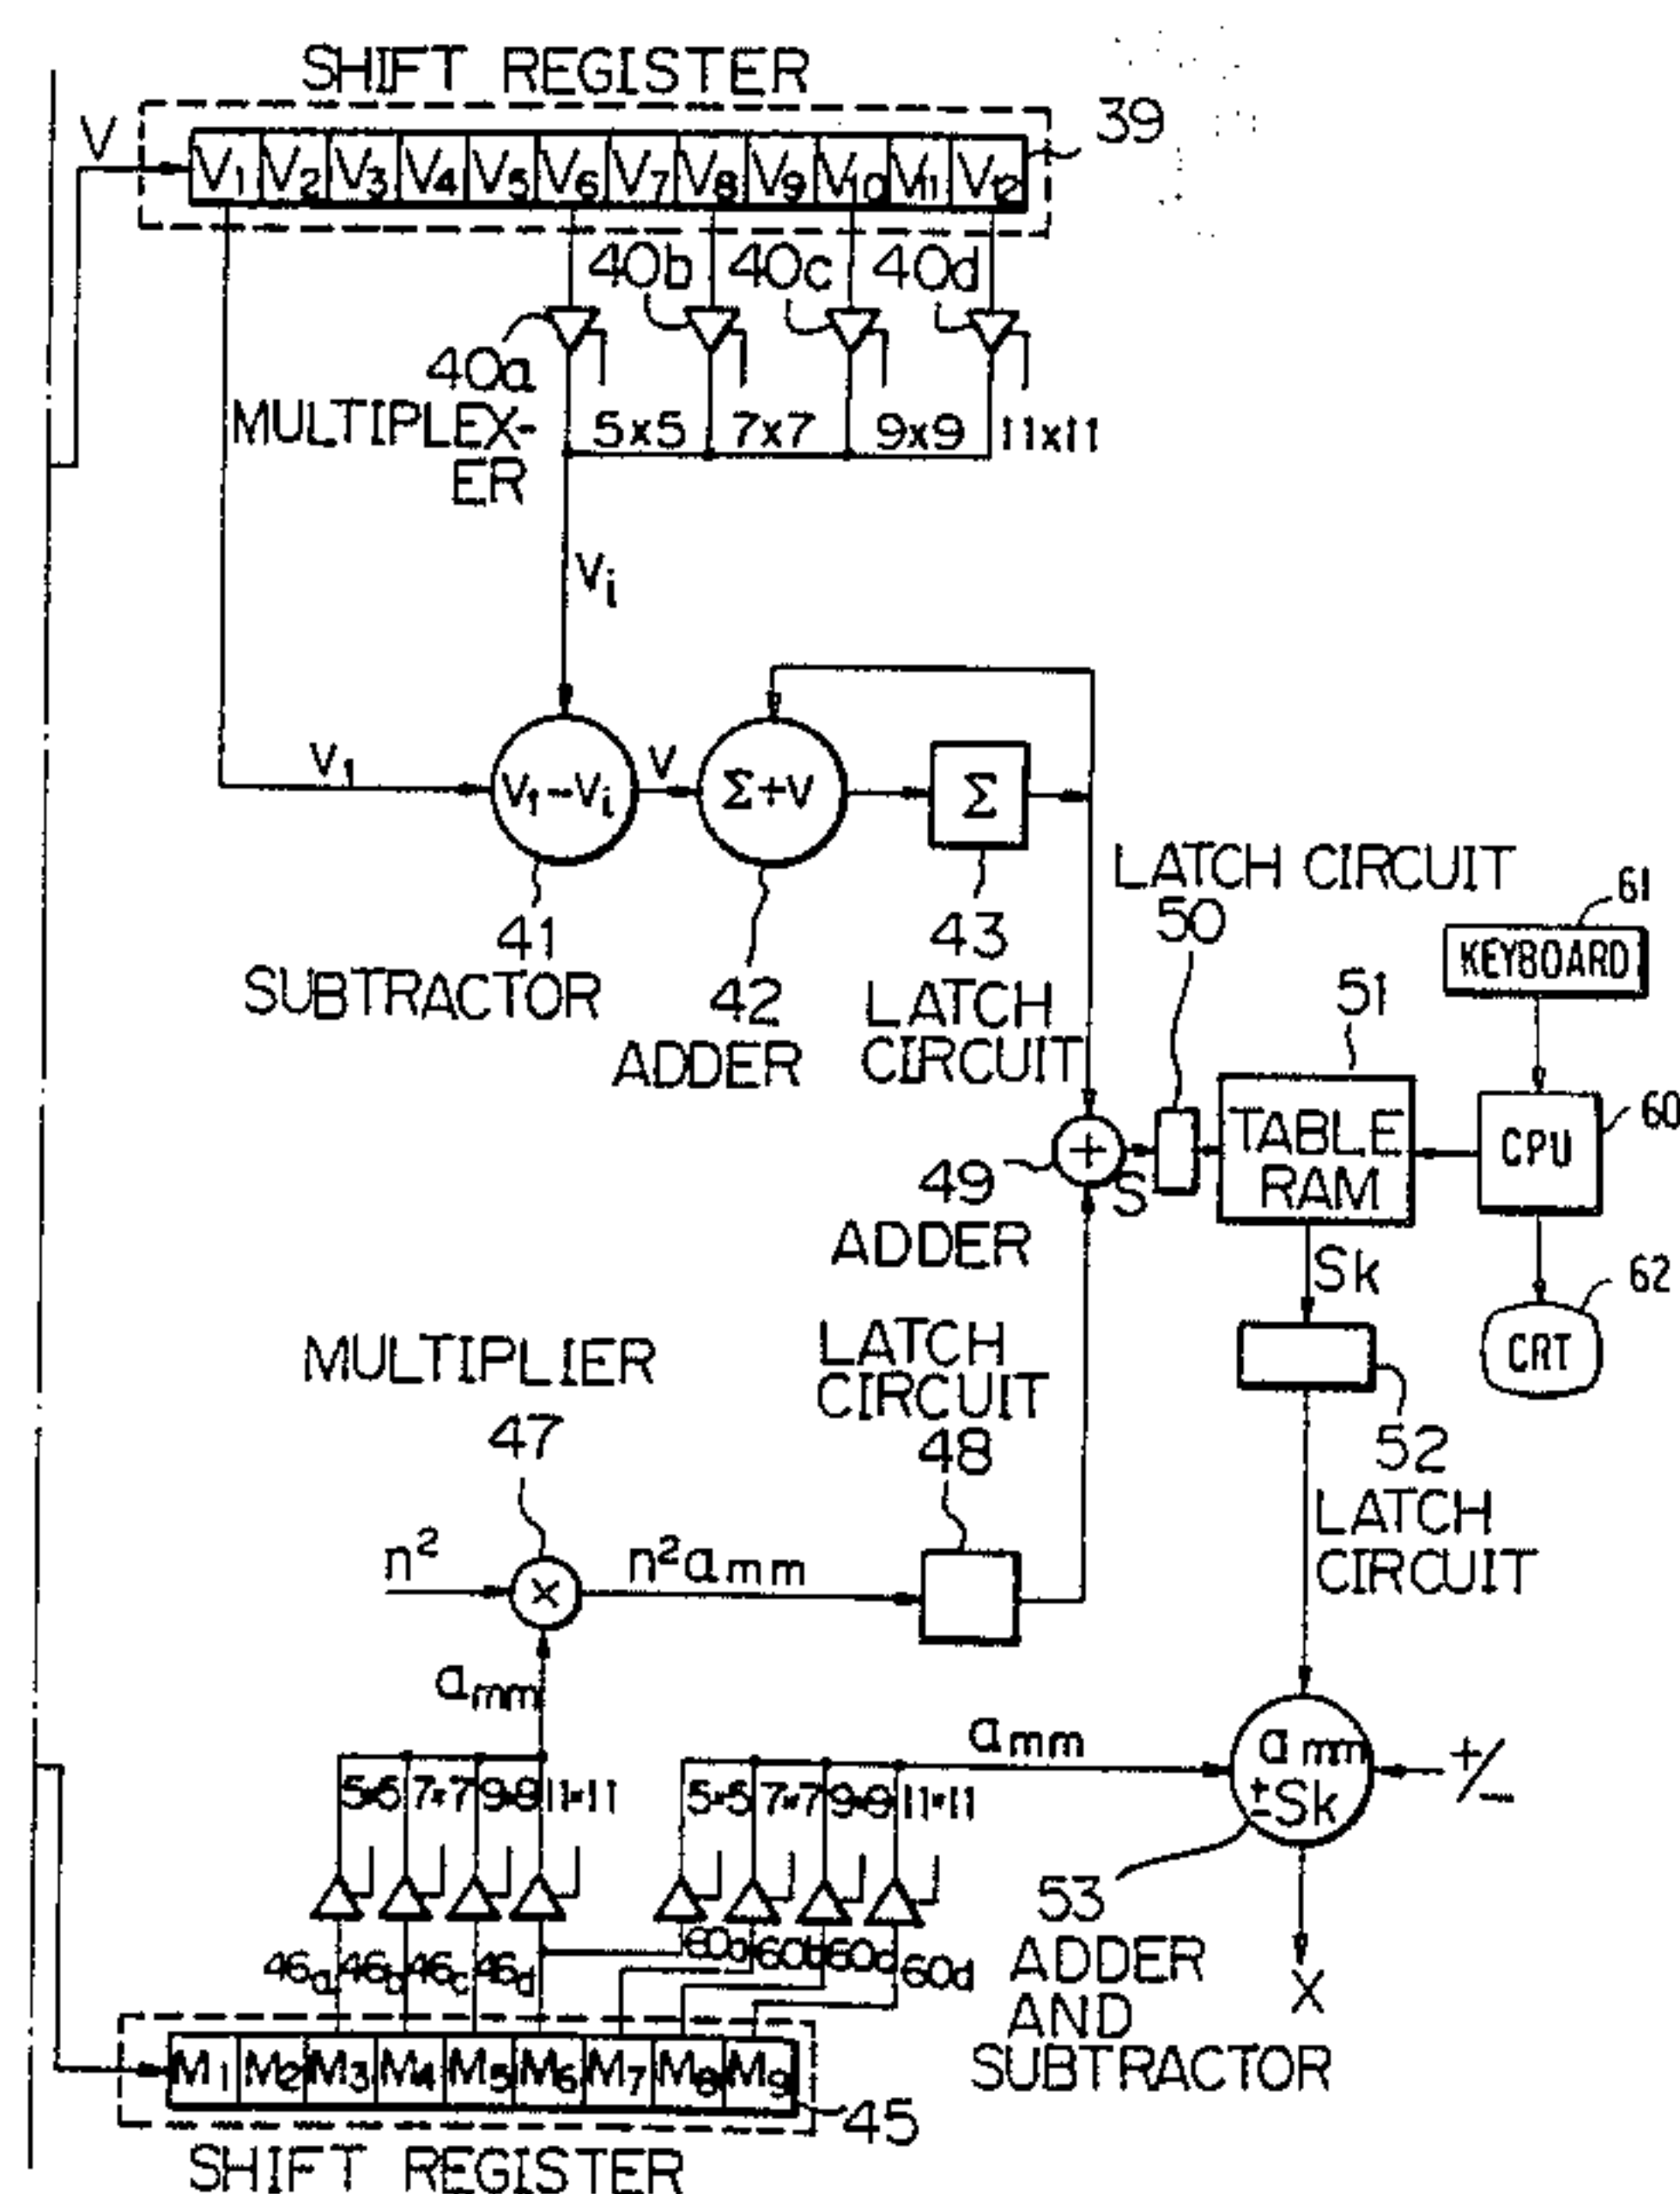 SHIFT REGISTER
39
V
V1 V2 V3 V4 V5 V6 V7 V8 V9 V10 V11 V12
40b 40c 40d
40a
MULTIPLEX-
ER
5x5 7x7 9x9 11x11
Vi
V1
V1-Vi
V
Σ+V
Σ
41
SUBTRACTOR
42
ADDER
43
LATCH
CIRCUIT
LATCH CIRCUIT
50
61
KEYBOARD
51
TABLE
RAM
CPU
60
49
ADDER
+
S
Sk
62
CRT
MULTIPLIER
47
LATCH
CIRCUIT
48
52
LATCH
CIRCUIT
n²
×
n²amm
amm
amm
amm
±Sk
+/-
5×5 7×7 9×9 11×11
5×5 7×7 9×9 11×11
46a 46b 46c 46d
60a 60b 60d 60d
53
ADDER
AND
SUBTRACTOR
X
M1 M2 M3 M4 M5 M6 M7 M8 M9
45
SHIFT REGISTER